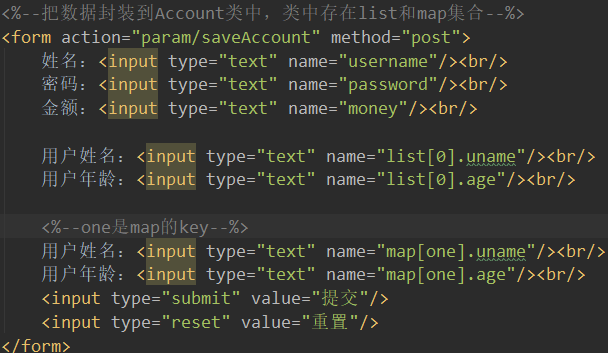 <%--把数据封装到Account类中，类中存在list和map集合--%>
<form action="param/saveAccount" method="post">
姓名：<input type="text" name="username"/><br/>
密码：<input type="text" name="password"/><br/>
金额：<input type="text" name="money"/><br/>
用户姓名：<input type="text" name="list[0].uname"/><br/>
用户年龄：<input type="text" name="list[0].age"/><br/>
<%--one是map的key--%>
用户姓名：<input type="text" name="map[one].uname"/><br/>
用户年龄：<input type="text" name="map[one].age"/><br/>
<input type="submit" value="提交"/>
<input type="reset" value="重置"/>
</form>